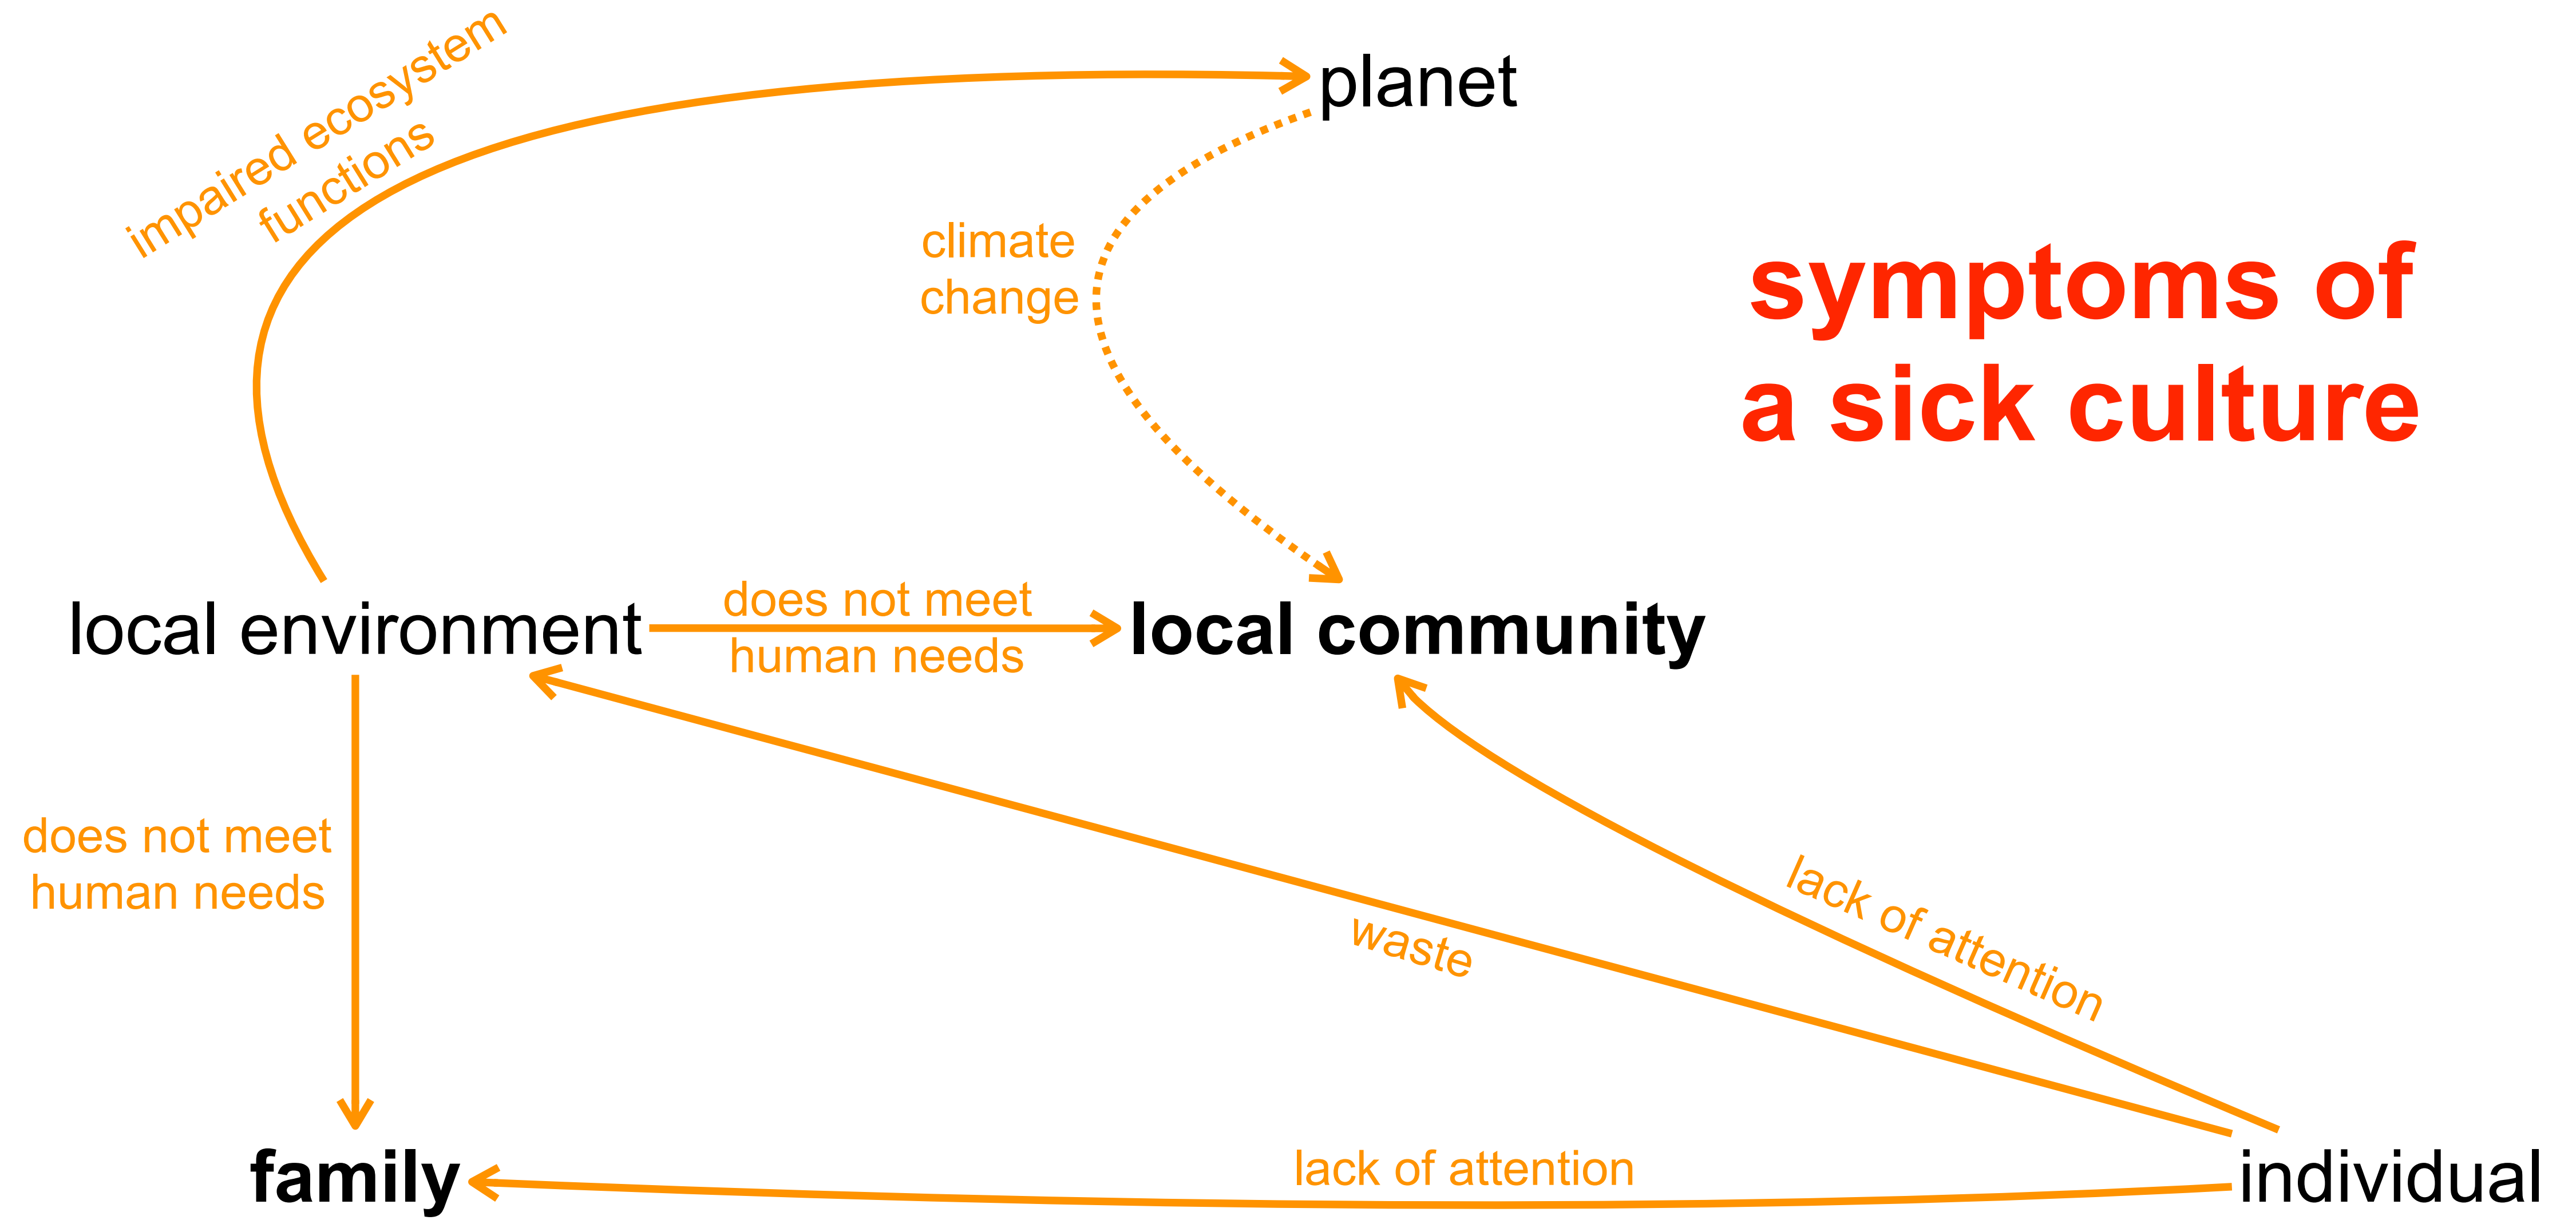 impaired ecosystem
functions
planet
climate
change
symptoms of
a sick culture
local environment
does not meet
human needs
local community
does not meet
human needs
waste
lack of attention
family
lack of attention
individual